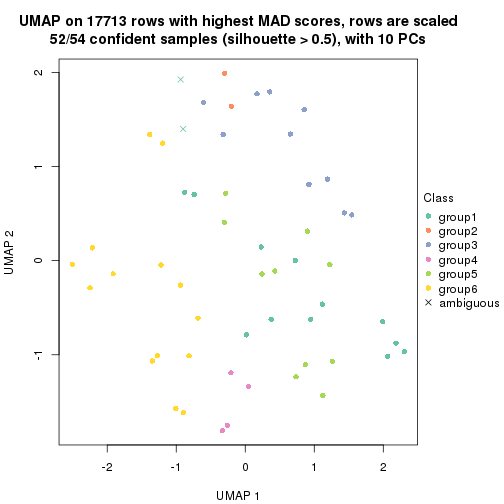 UMAP on 17713 rows with highest MAD scores, rows are scaled
52/54 confident samples (silhouette > 0.5), with 10 PCs
2
1
0
-1
UMAP 2
-2
-1
0
1
2
UMAP 1
Class
group1
group2
group3
group4
group5
group6
ambiguous